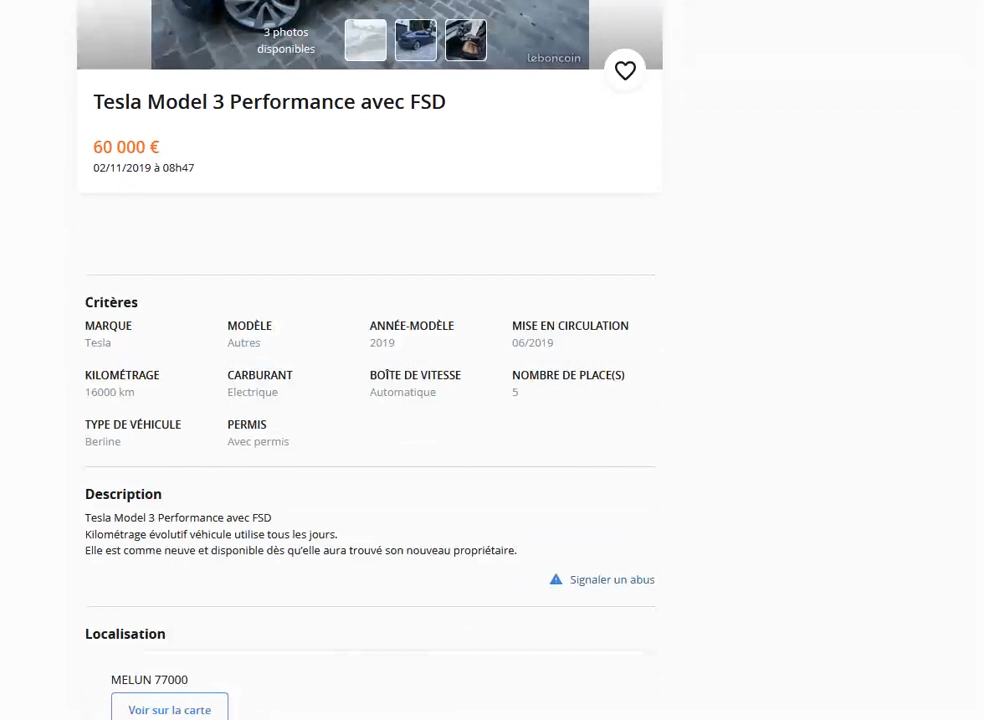 3 photos
disponibles
leboncoin
Tesla Model 3 Performance avec FSD
60 000 €
02/11/2019 à 08h47
Critères
MARQUE
Tesla
MODÈLE
Autres
ANNÉE-MODÈLE
2019
MISE EN CIRCULATION
06/2019
KILOMÉTRAGE
16000 km
CARBURANT
Electrique
BOÎTE DE VITESSE
Automatique
NOMBRE DE PLACE(S)
5
TYPE DE VÉHICULE
Berline
PERMIS
Avec permis
Description
Tesla Model 3 Performance avec FSD
Kilométrage évolutif véhicule utilise tous les jours.
Elle est comme neuve et disponible dès qu’elle aura trouvé son nouveau propriétaire.
Signaler un abus
Localisation
MELUN 77000
Voir sur la carte